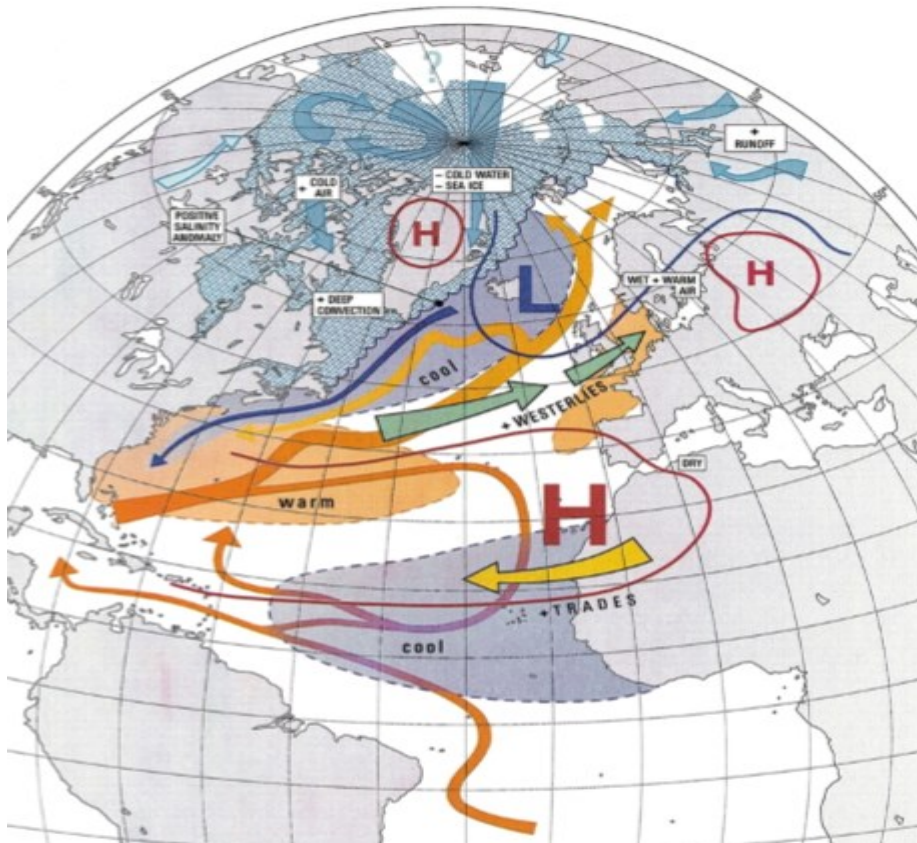 ?
+
RUNOFF
+ COLD
AIR
– COLD WATER
– SEA ICE
POSITIVE
SALINITY
ANOMALY
H
H
WET + WARM
AIR
L
+ DEEP
CONVECTION
cool
+ WESTERLIES
DRY
warm
H
+ TRADES
cool